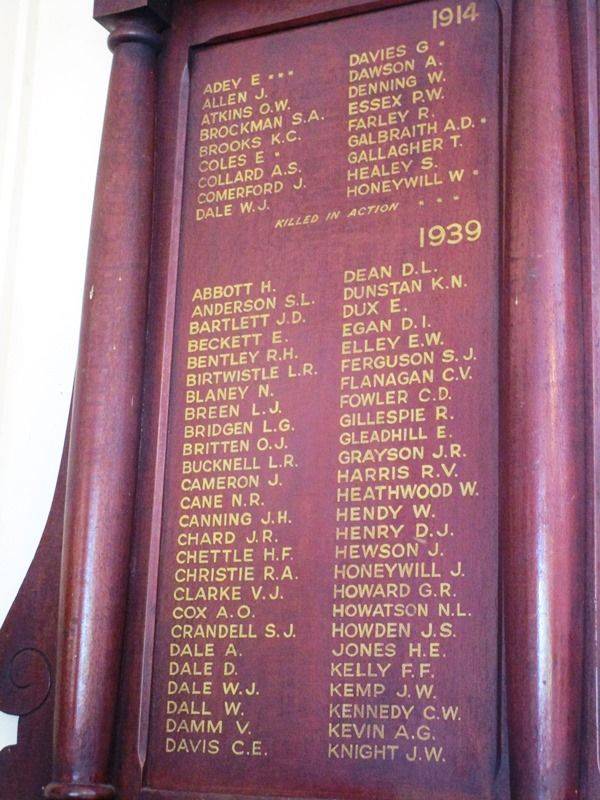 1914
ADEY E ***
ALLEN J.
ATKINS O.W.
BROCKMAN S.A.
BROOKS K.C.
COLES E *
COLLARD A.S.
COMERFORD J.
DALE W.J.
DAVIES G *
DAWSON A.
DENNING W.
ESSEX P.W.
FARLEY R.
GALBRAITH A.D. *
GALLAGHER T.
HEALEY S.
HONEYWILL W *
KILLED IN ACTION * * *
1939
ABBOTT H.
ANDERSON S.L.
BARTLETT J.D.
BECKETT E.
BENTLEY R.H.
BIRTWISTLE L.R.
BLANEY N.
BREEN L.J.
BRIDGEN L.G.
BRITTEN O.J.
BUCKNELL L.R.
CAMERON J.
CANE N.R.
CANNING J.H.
CHARD J.R.
CHETTLE H.F.
CHRISTIE R.A.
CLARKE V.J.
COX A.O.
CRANDELL S.J.
DALE A.
DALE D.
DALE W.J.
DALL W.
DAMM V.
DAVIS C.E.
DEAN D.L.
DUNSTAN K.N.
DUX E.
EGAN D.I.
ELLEY E.W.
FERGUSON S.J.
FLANAGAN C.V.
FOWLER C.D.
GILLESPIE R.
GLEADHILL E.
GRAYSON J.R.
HARRIS R.V.
HEATHWOOD W.
HENDY W.
HENRY D.J.
HEWSON J.
HONEYWILL J.
HOWARD G.R.
HOWATSON N.L.
HOWDEN J.S.
JONES H.E.
KELLY F.F.
KEMP J.W.
KENNEDY C.W.
KEVIN A.G.
KNIGHT J.W.